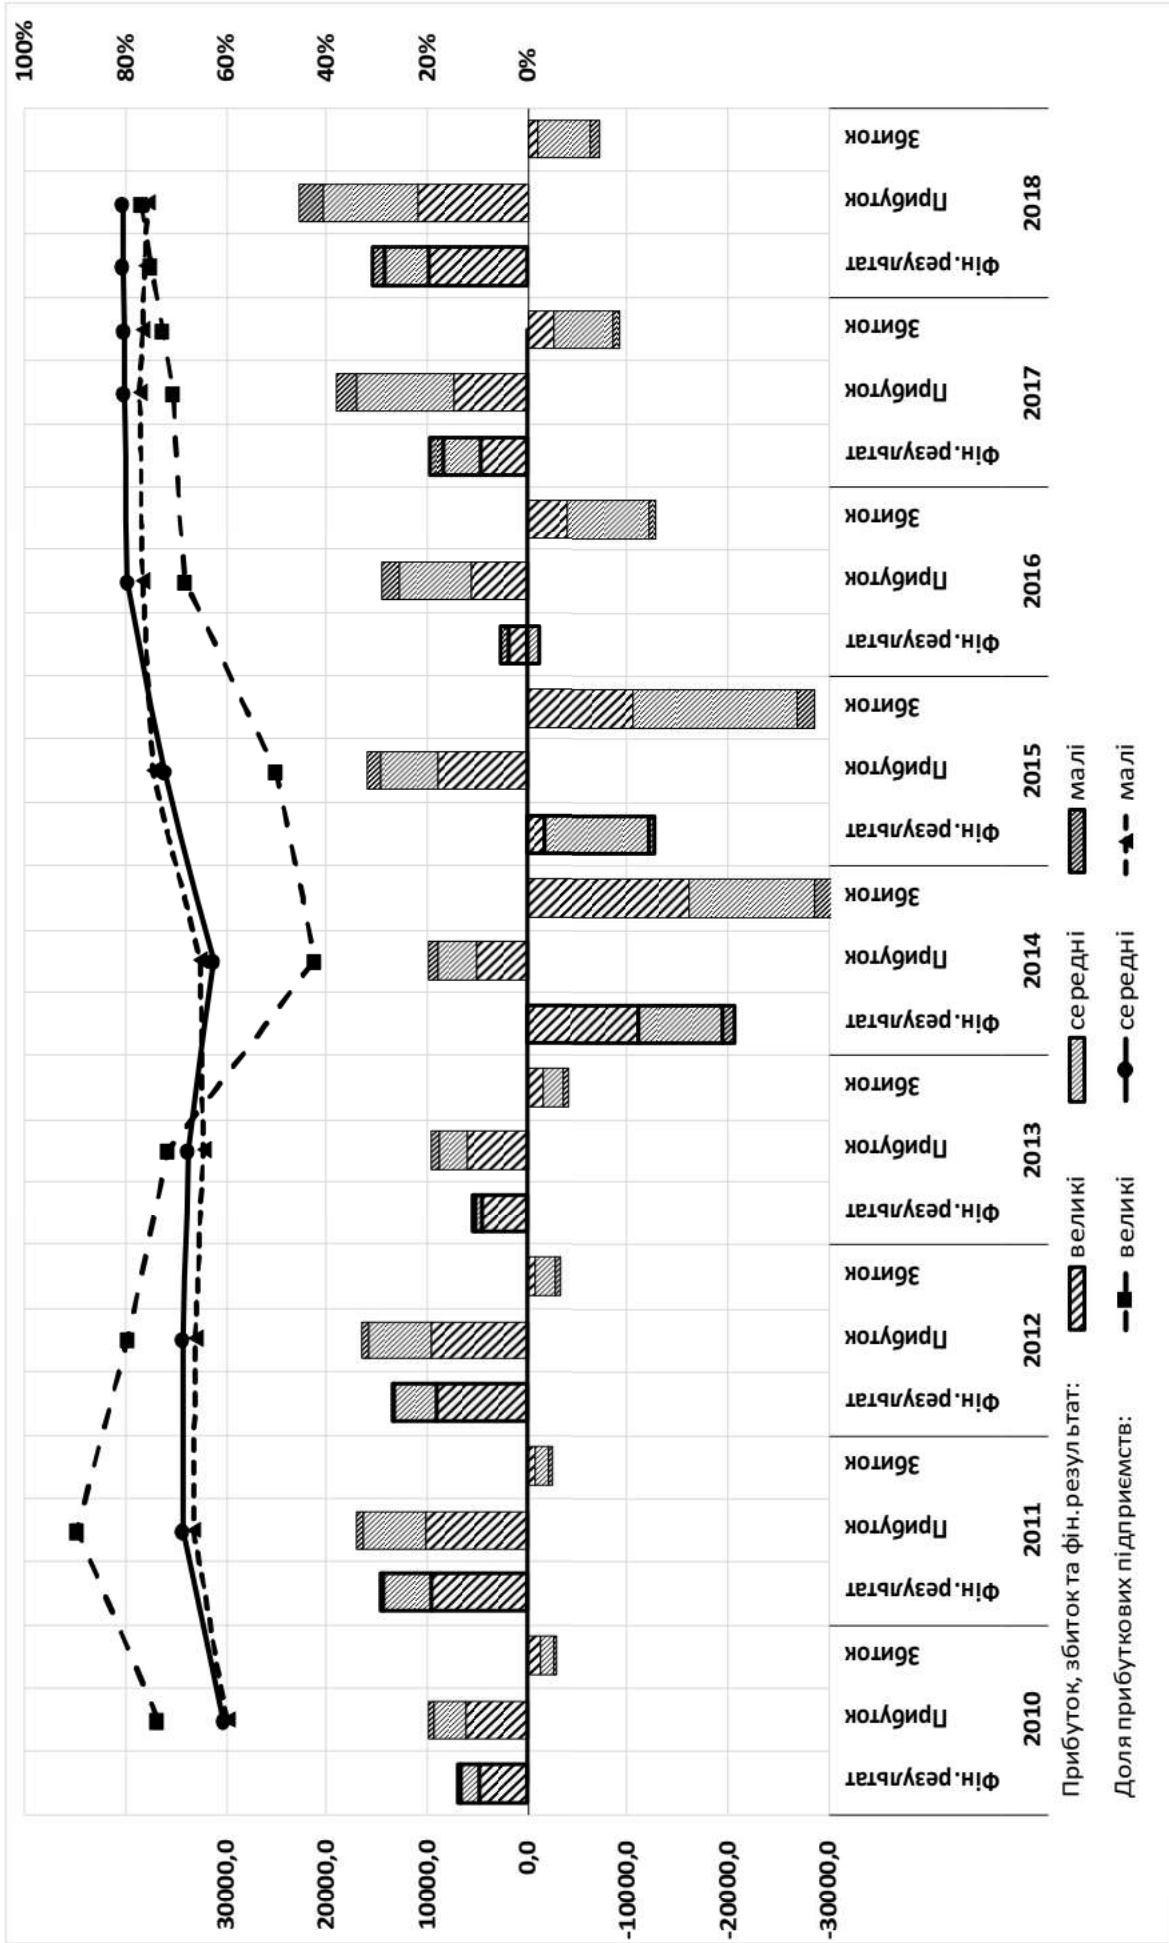 100%
80%
60%
40%
20%
0%
30000,0
20000,0
10000,0
0,0
-10000,0
-20000,0
-30000,0
Фін.результат
Прибуток
Збиток
Фін.результат
Прибуток
Збиток
Фін.результат
Прибуток
Збиток
Фін.результат
Прибуток
Збиток
Фін.результат
Прибуток
Збиток
Фін.результат
Прибуток
Збиток
Фін.результат
Прибуток
Збиток
Фін.результат
Прибуток
Збиток
Фін.результат
Прибуток
Збиток
2010 2011 2012 2013 2014 2015 2016 2017 2018
Прибуток, збиток та фін.результат: великі середні малі
Доля прибуткових підприємств: великі середні малі